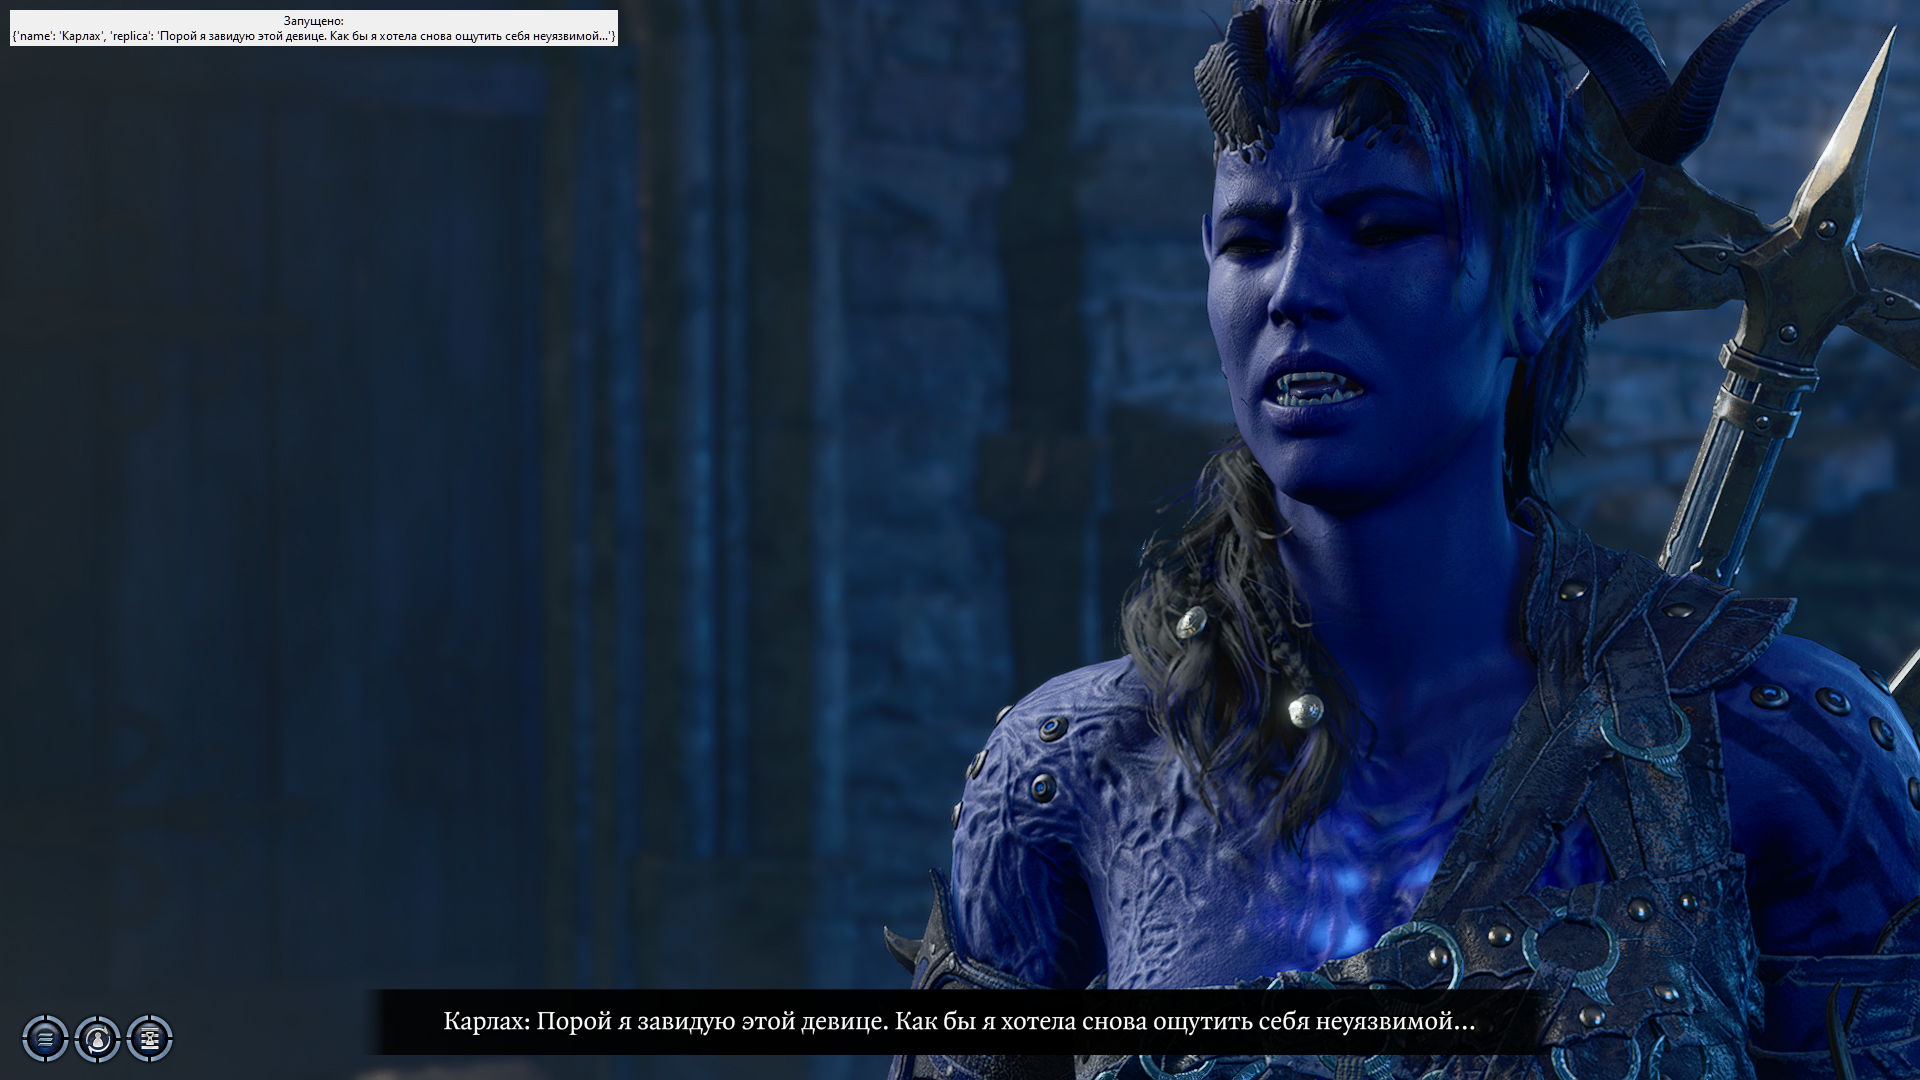 Запущено:
{'name': 'Карлах', 'replica': 'Порой я завидую этой девице. Как бы я хотела снова ощутить себя неуязвимой...'}
Карлах: Порой я завидую этой девице. Как бы я хотела снова ощутить себя неуязвимой...